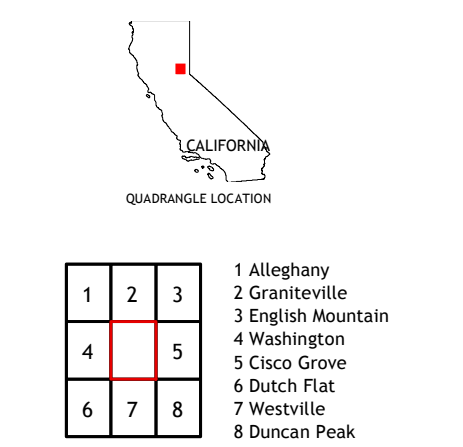 CALIFORNIA
QUADRANGLE LOCATION
1 2 3
4 5
6 7 8
1 Alleghany
2 Graniteville
3 English Mountain
4 Washington
5 Cisco Grove
6 Dutch Flat
7 Westville
8 Duncan Peak